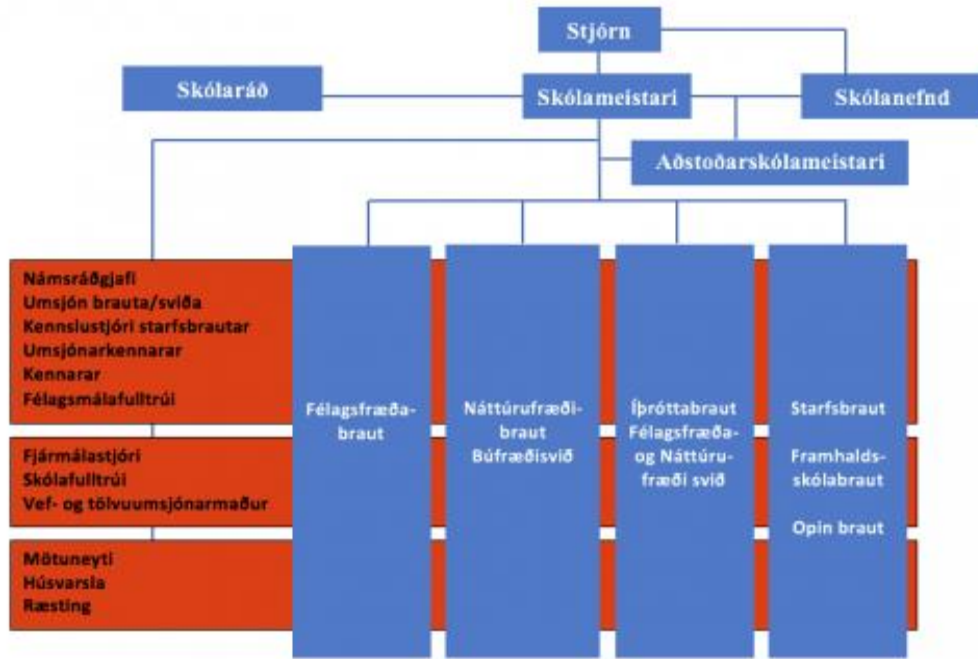 Stjórn
Skólaráð
Skólameistari
Skólanefnd
Aðstoðarskólameistari
Námsráðgjafi
Umsjón brauta/sviða
Kennslustjóri starfsbrautar
Umsjónarkennarar
Kennarar
Félagsmálafulltrúi
Fjármálastjóri
Skólafulltrúi
Vef- og tölvuumsjónarmaður
Mötuneyti
Húsvarsla
Ræsting
Félagsfræða-
braut
Náttúrufræði-
braut
Búfræðisvið
Íþróttabraut
Félagsfræða-
og Náttúru-
fræði svið
Starfsbraut
Framhalds-
skólabraut
Opin braut